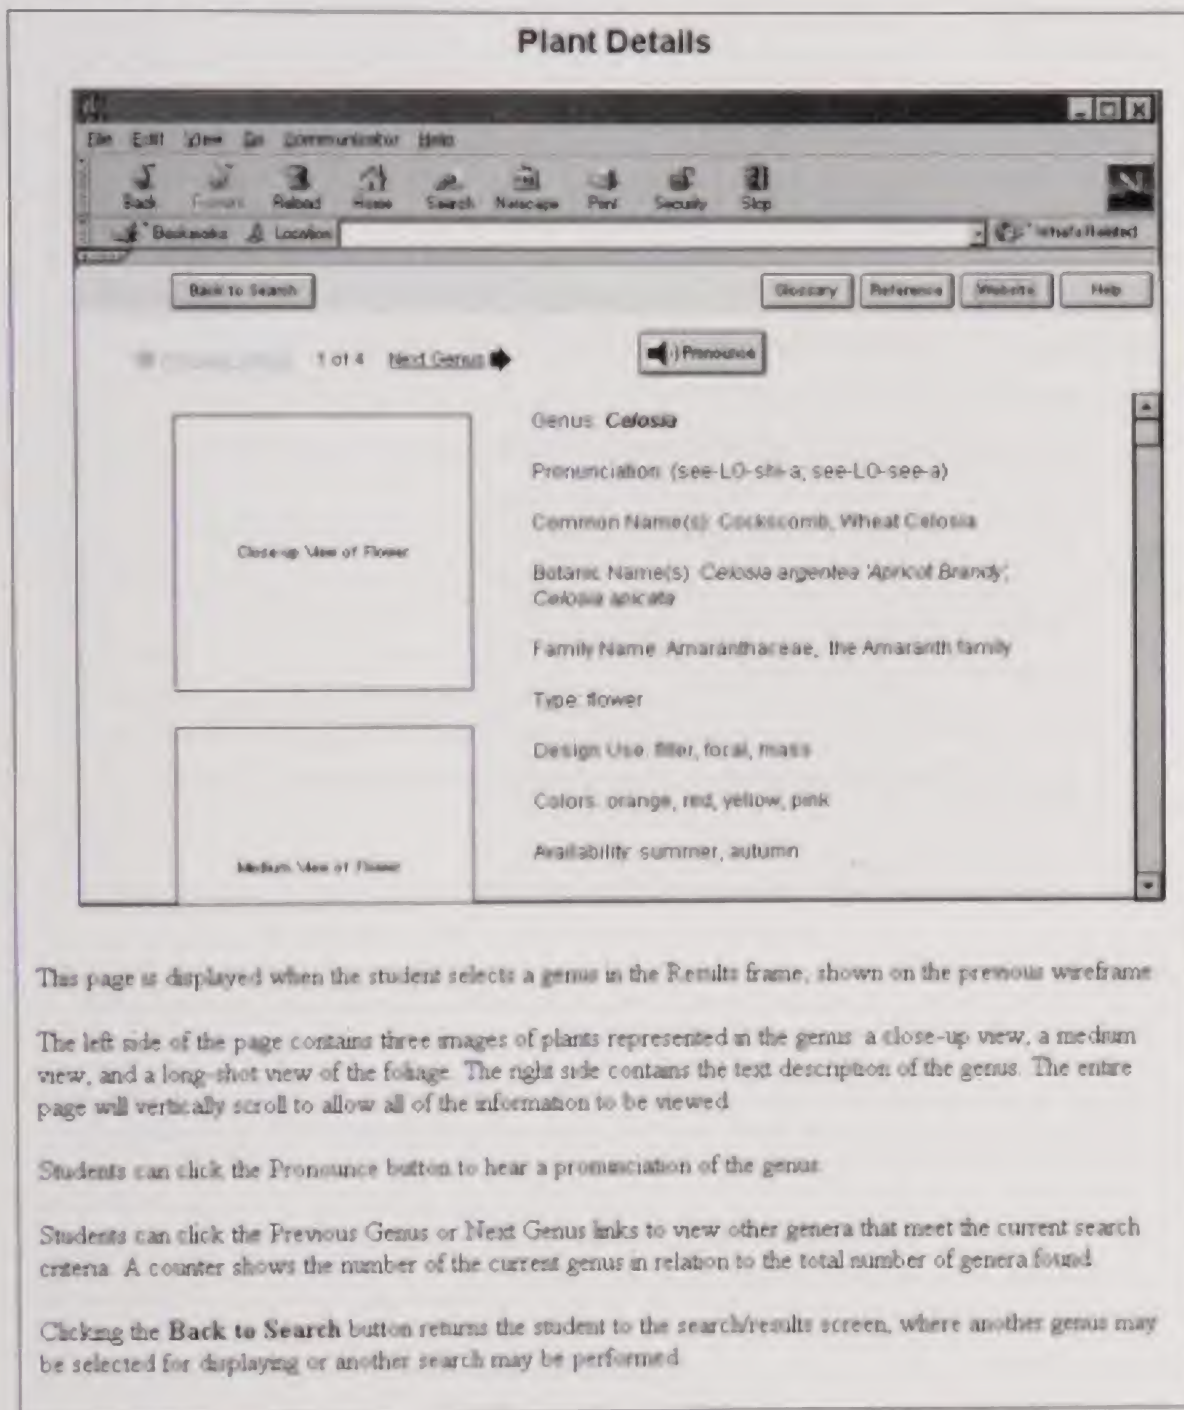 Plant Details
File Edit View Go Communicator Help
Back Forward Reload Home Search Netscape Print Security Stop
Bookmarks Location What's Related
Back to Search Glossary Reference Website Help
1 of 4 Next Genus Pronounce
Genus: Celosia
Pronunciation: (see-LO-shi-a; see-LO-see-a)
Common Name(s): Cockscomb, Wheat Celosia
Close-up View of Flower
Botanic Name(s): Celosia argentea 'Apricot Brandy';
Celosia spicata
Family Name: Amaranthaceae, the Amaranth family
Type: flower
Design Use: filler, focal, mass
Colors: orange, red, yellow, pink
Availability: summer, autumn
Medium View of Flower
This page is displayed when the student selects a genus in the Results frame, shown on the previous wireframe.
The left side of the page contains three images of plants represented in the genus: a close-up view, a medium
view, and a long-shot view of the foliage. The right side contains the text description of the genus. The entire
page will vertically scroll to allow all of the information to be viewed.
Students can click the Pronounce button to hear a pronunciation of the genus.
Students can click the Previous Genus or Next Genus links to view other genera that meet the current search
criteria. A counter shows the number of the current genus in relation to the total number of genera found.
Clicking the Back to Search button returns the student to the search/results screen, where another genus may
be selected for displaying or another search may be performed.